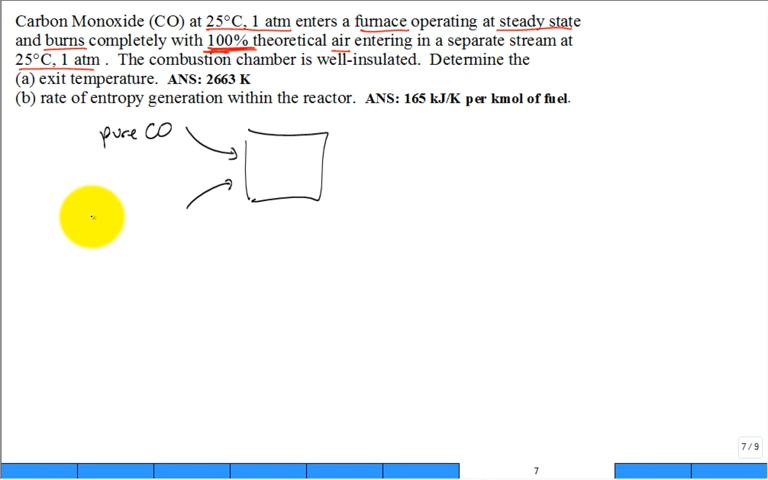 Carbon Monoxide (CO) at 25°C, 1 atm enters a furnace operating at steady state
and burns completely with 100% theoretical air entering in a separate stream at
25°C, 1 atm . The combustion chamber is well-insulated. Determine the
(a) exit temperature. ANS: 2663 K
(b) rate of entropy generation within the reactor. ANS: 165 kJ/K per kmol of fuel.
pure CO
7 / 9
7